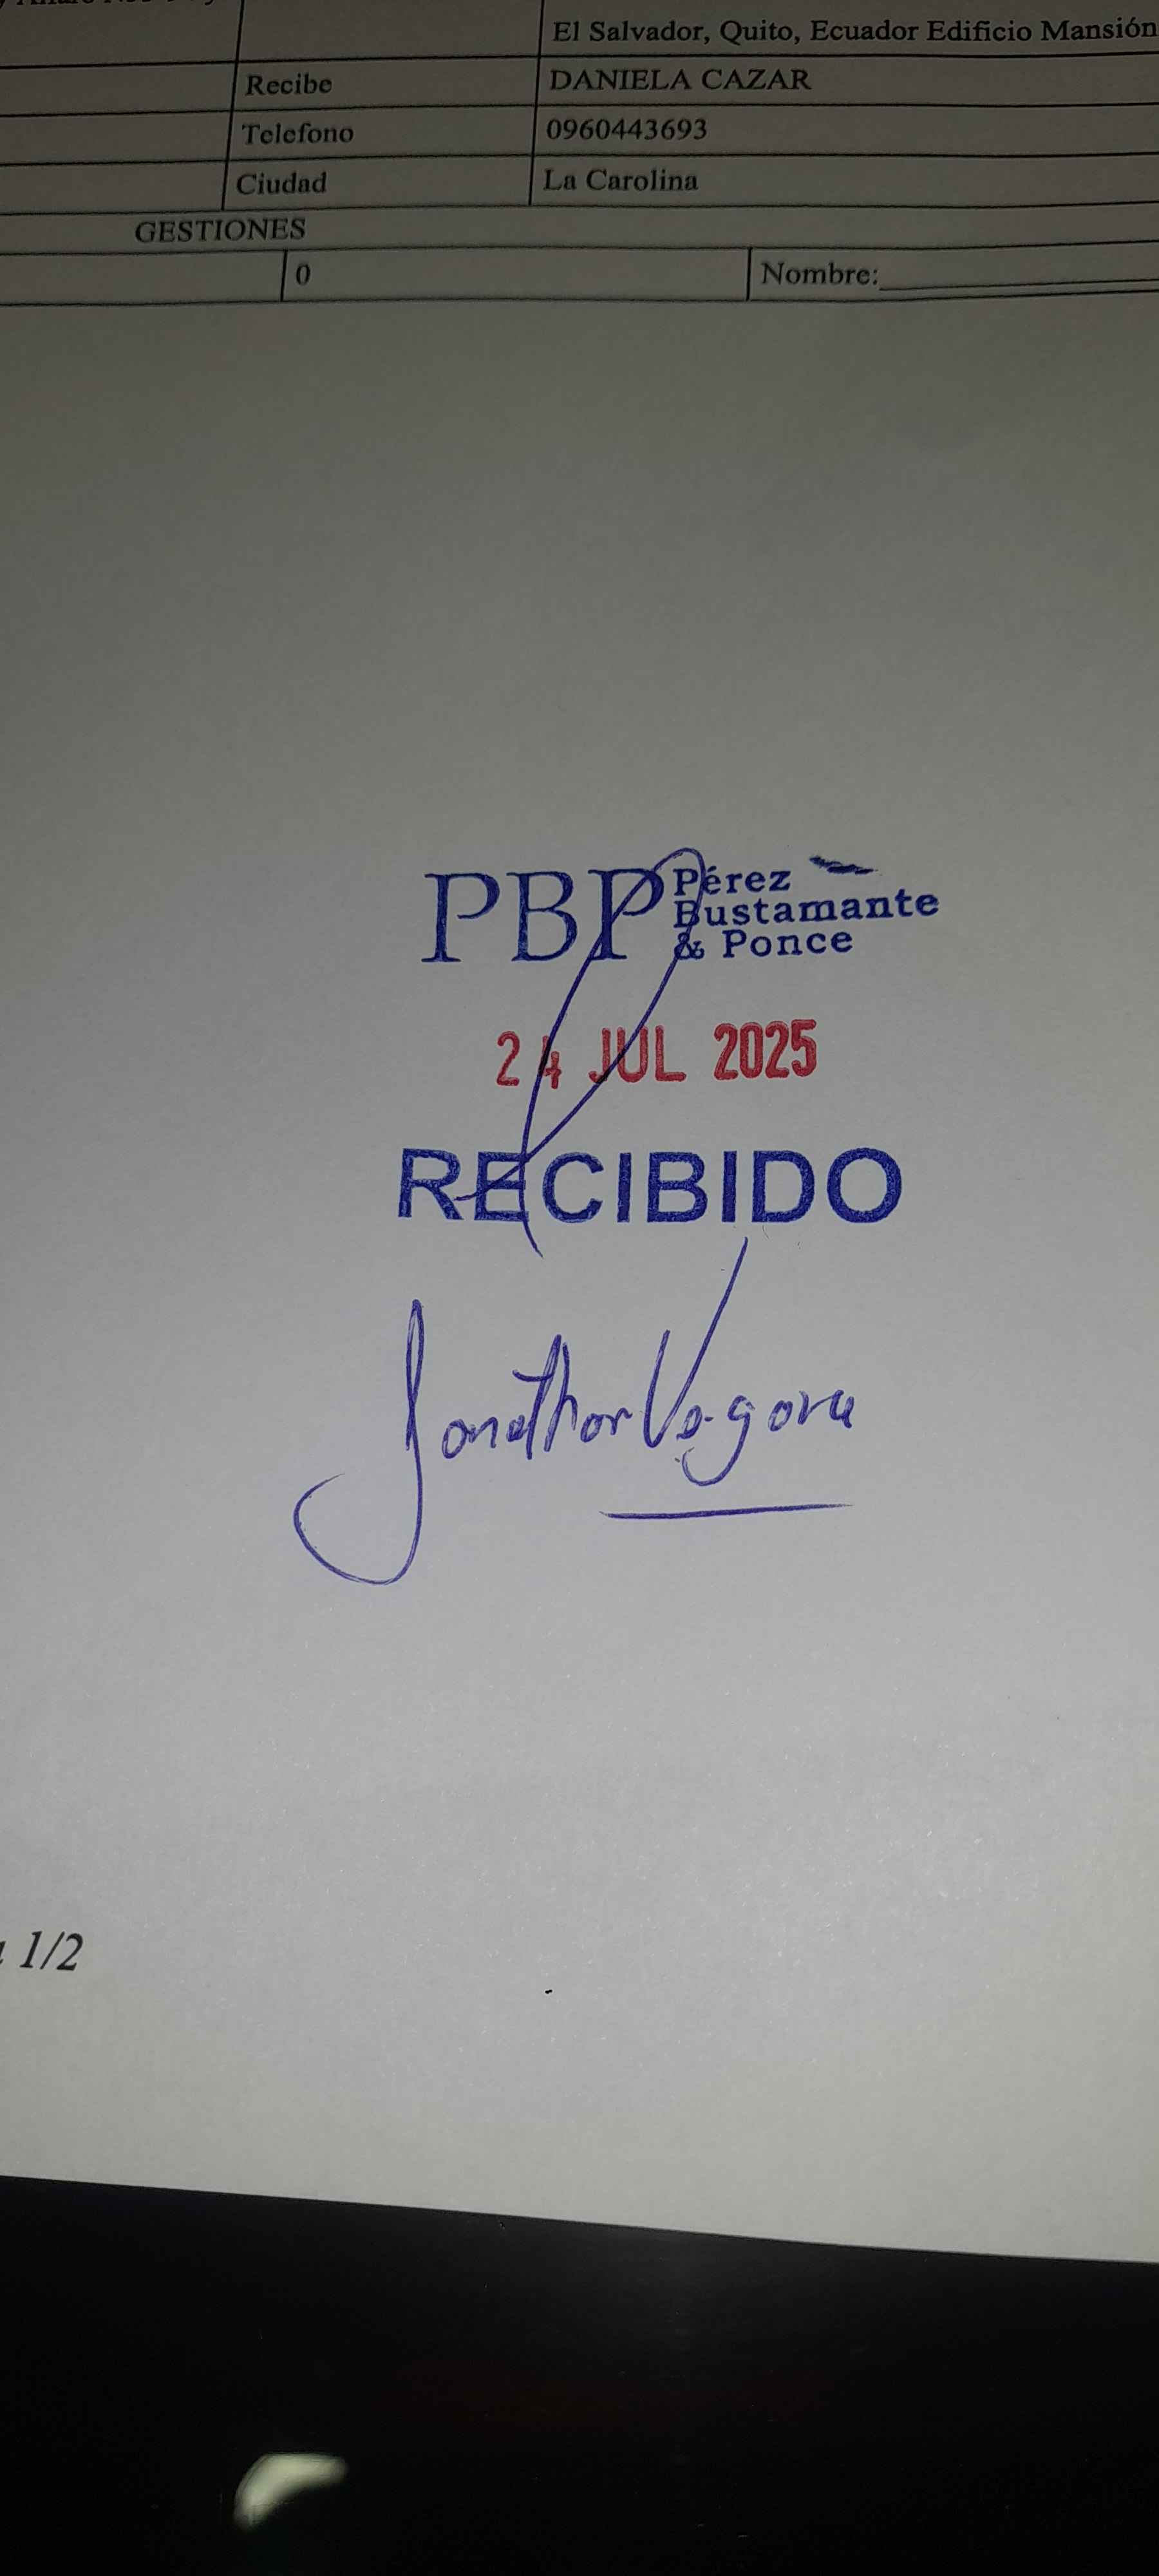 El Salvador, Quito, Ecuador Edificio Mansión
Recibe DANIELA CAZAR
Telefono 0960443693
Ciudad La Carolina
GESTIONES
0 Nombre:
PBP Pérez
Bustamante
& Ponce
24 JUL 2025
RECIBIDO
Jonathan
1/2